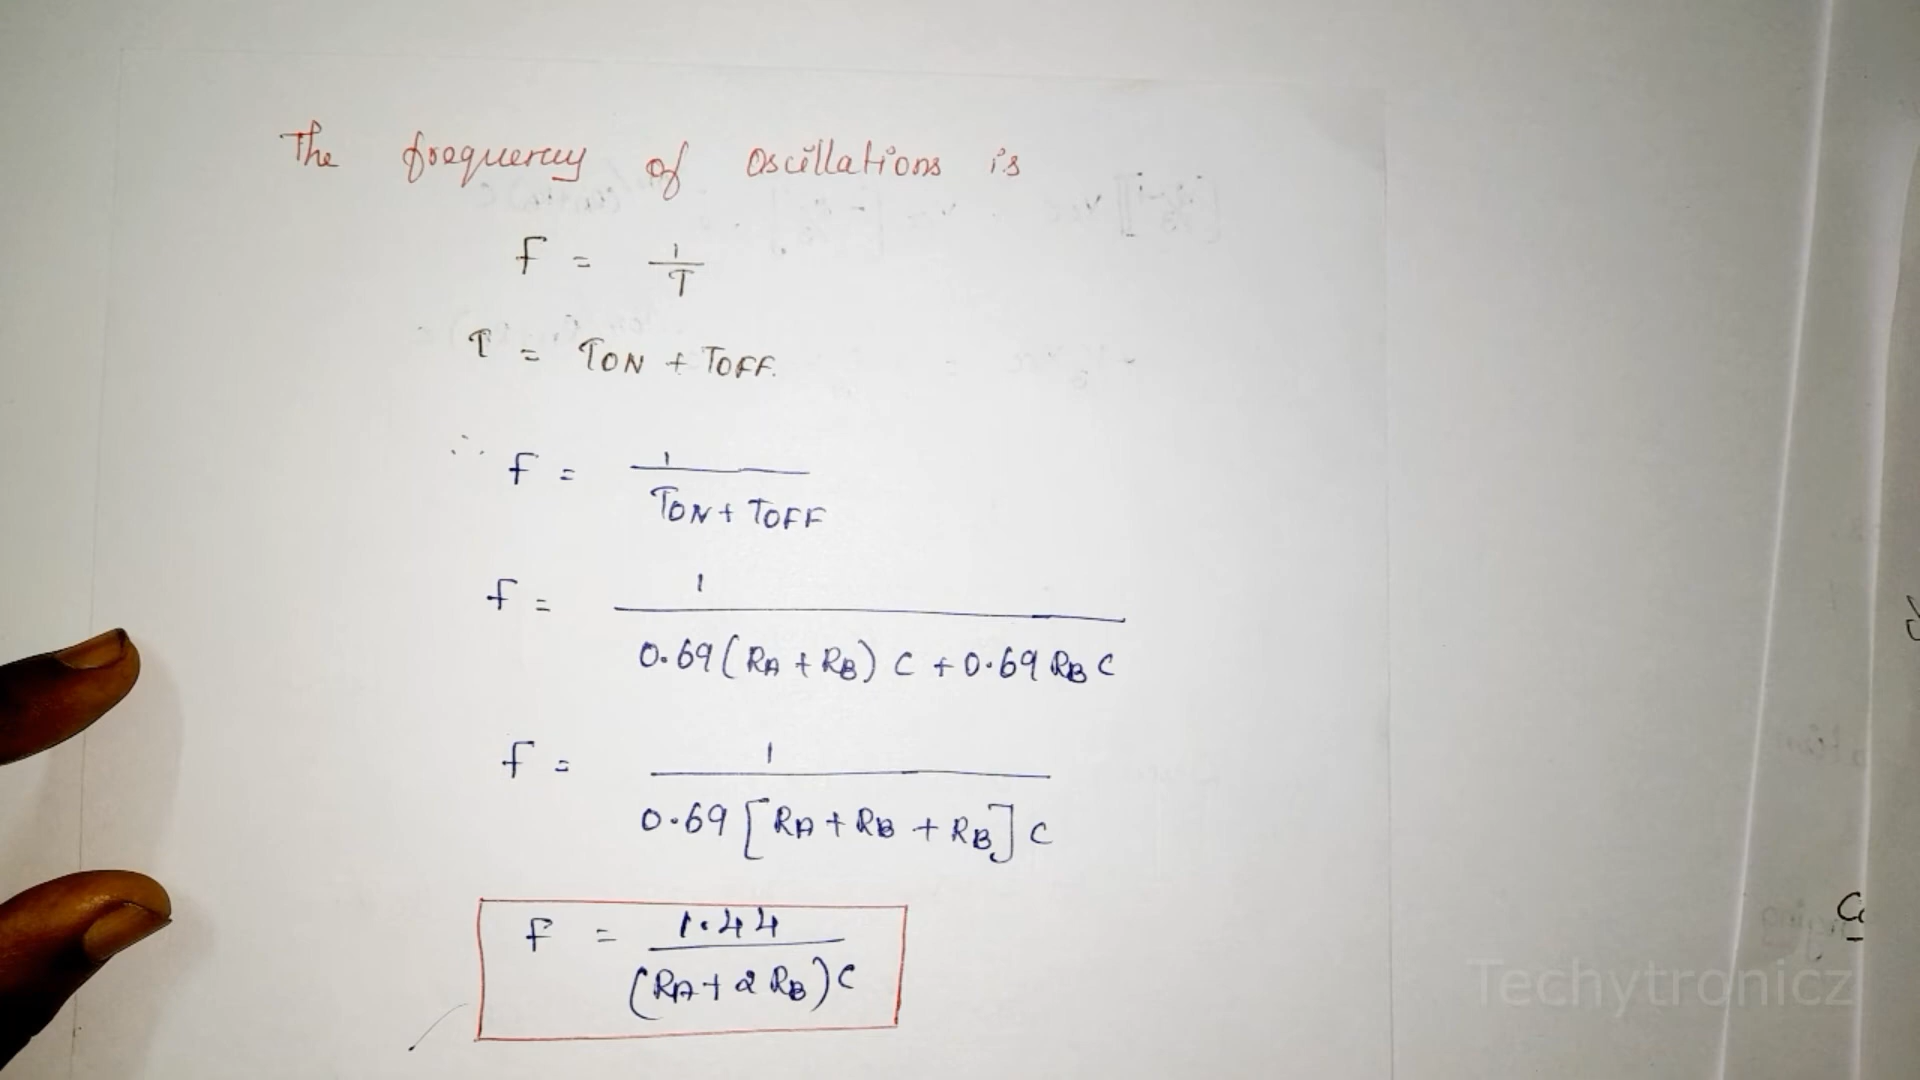 The frequency of oscillations is
F = 1/T
T = TON + TOFF.
∴ F = 1/(TON + TOFF)
F = 1/(0.69(RA + RB) C + 0.69 RB C)
F = 1/(0.69 [RA + RB + RB] C)
F = 1.44/((RA + 2 RB) C)
Techytronicz